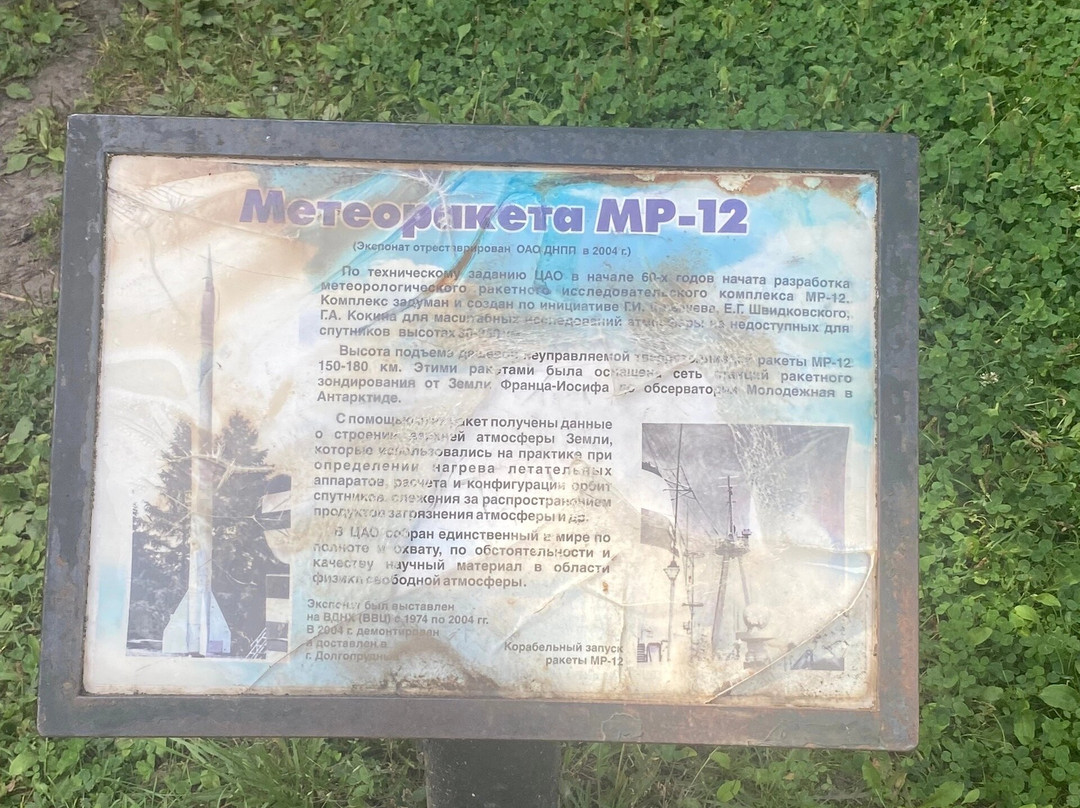 Метеоракета МР-12
(Экспонат отреставрирован ОАО ДНПП в 2004 г.)
По техническому заданию ЦАО в начале 60-х годов начата разработка
метеорологического ракетного исследовательского комплекса МР-12.
Комплекс задуман и создан по инициативе Г.И. Е.Г. Швидковского,
Г.А. Кокина для масштабных исследований атмосферы на недоступных для
спутников высотах
Высота подъема неуправляемой ракеты МР-12
150-180 км. Этими ракетами была оснащена сеть станций ракетного
зондирования от Земли Франца-Иосифа до обсерватории Молодёжная в
Антарктиде.
С помощью ракет получены данные
о строении верхней атмосферы Земли,
которые использовались на практике при
определении нагрева летательных
аппаратов, расчета и конфигурации орбит
спутников, слежения за распространением
продуктов загрязнения атмосферы и др.
В ЦАО собран единственный в мире по
полноте и охвату, по обстоятельности и
качеству научный материал в области
физики свободной атмосферы.
Экспонат был выставлен
на ВДНХ (ВВЦ) с 1974 по 2004 гг.
В 2004 г. демонтирован
и доставлен в
г. Долгопрудный
Корабельный запуск
ракеты МР-12